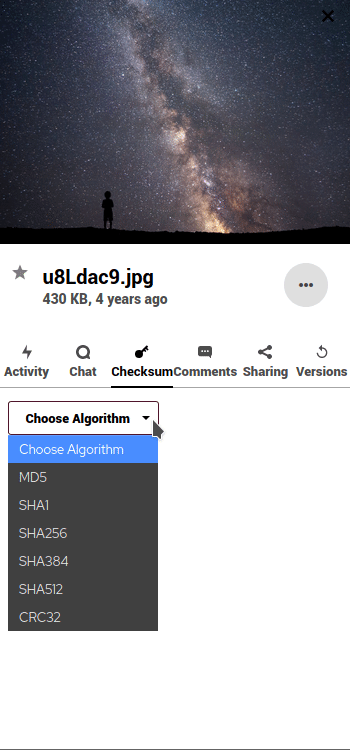 u8Ldac9.jpg
430 KB, 4 years ago
Activity Chat Checksum Comments Sharing Versions
Choose Algorithm
Choose Algorithm
MD5
SHA1
SHA256
SHA384
SHA512
CRC32